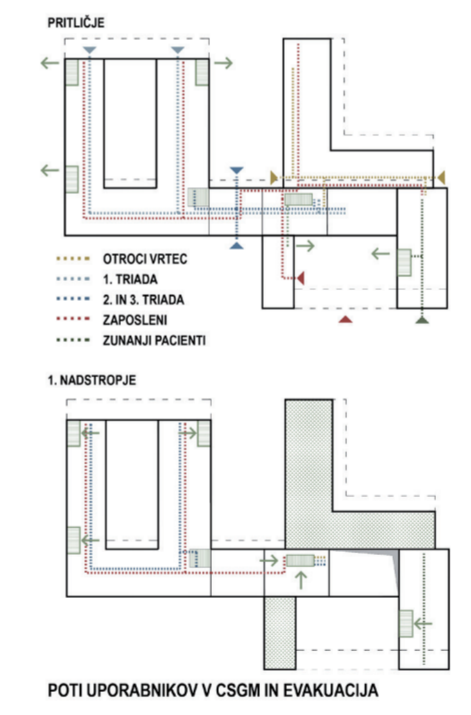 PRITLIČJE
OTROCI VRTEC
1. TRIADA
2. IN 3. TRIADA
ZAPOSLENI
ZUNANJI PACIENTI
1. NADSTROPJE
POTI UPORABNIKOV V CSGM IN EVAKUACIJA